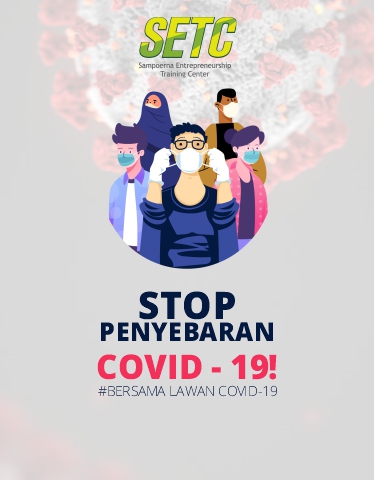 SETC
Sampoerna Entrepreneurship
Training Center
STOP
PENYEBARAN
COVID - 19!
#BERSAMA LAWAN COVID-19